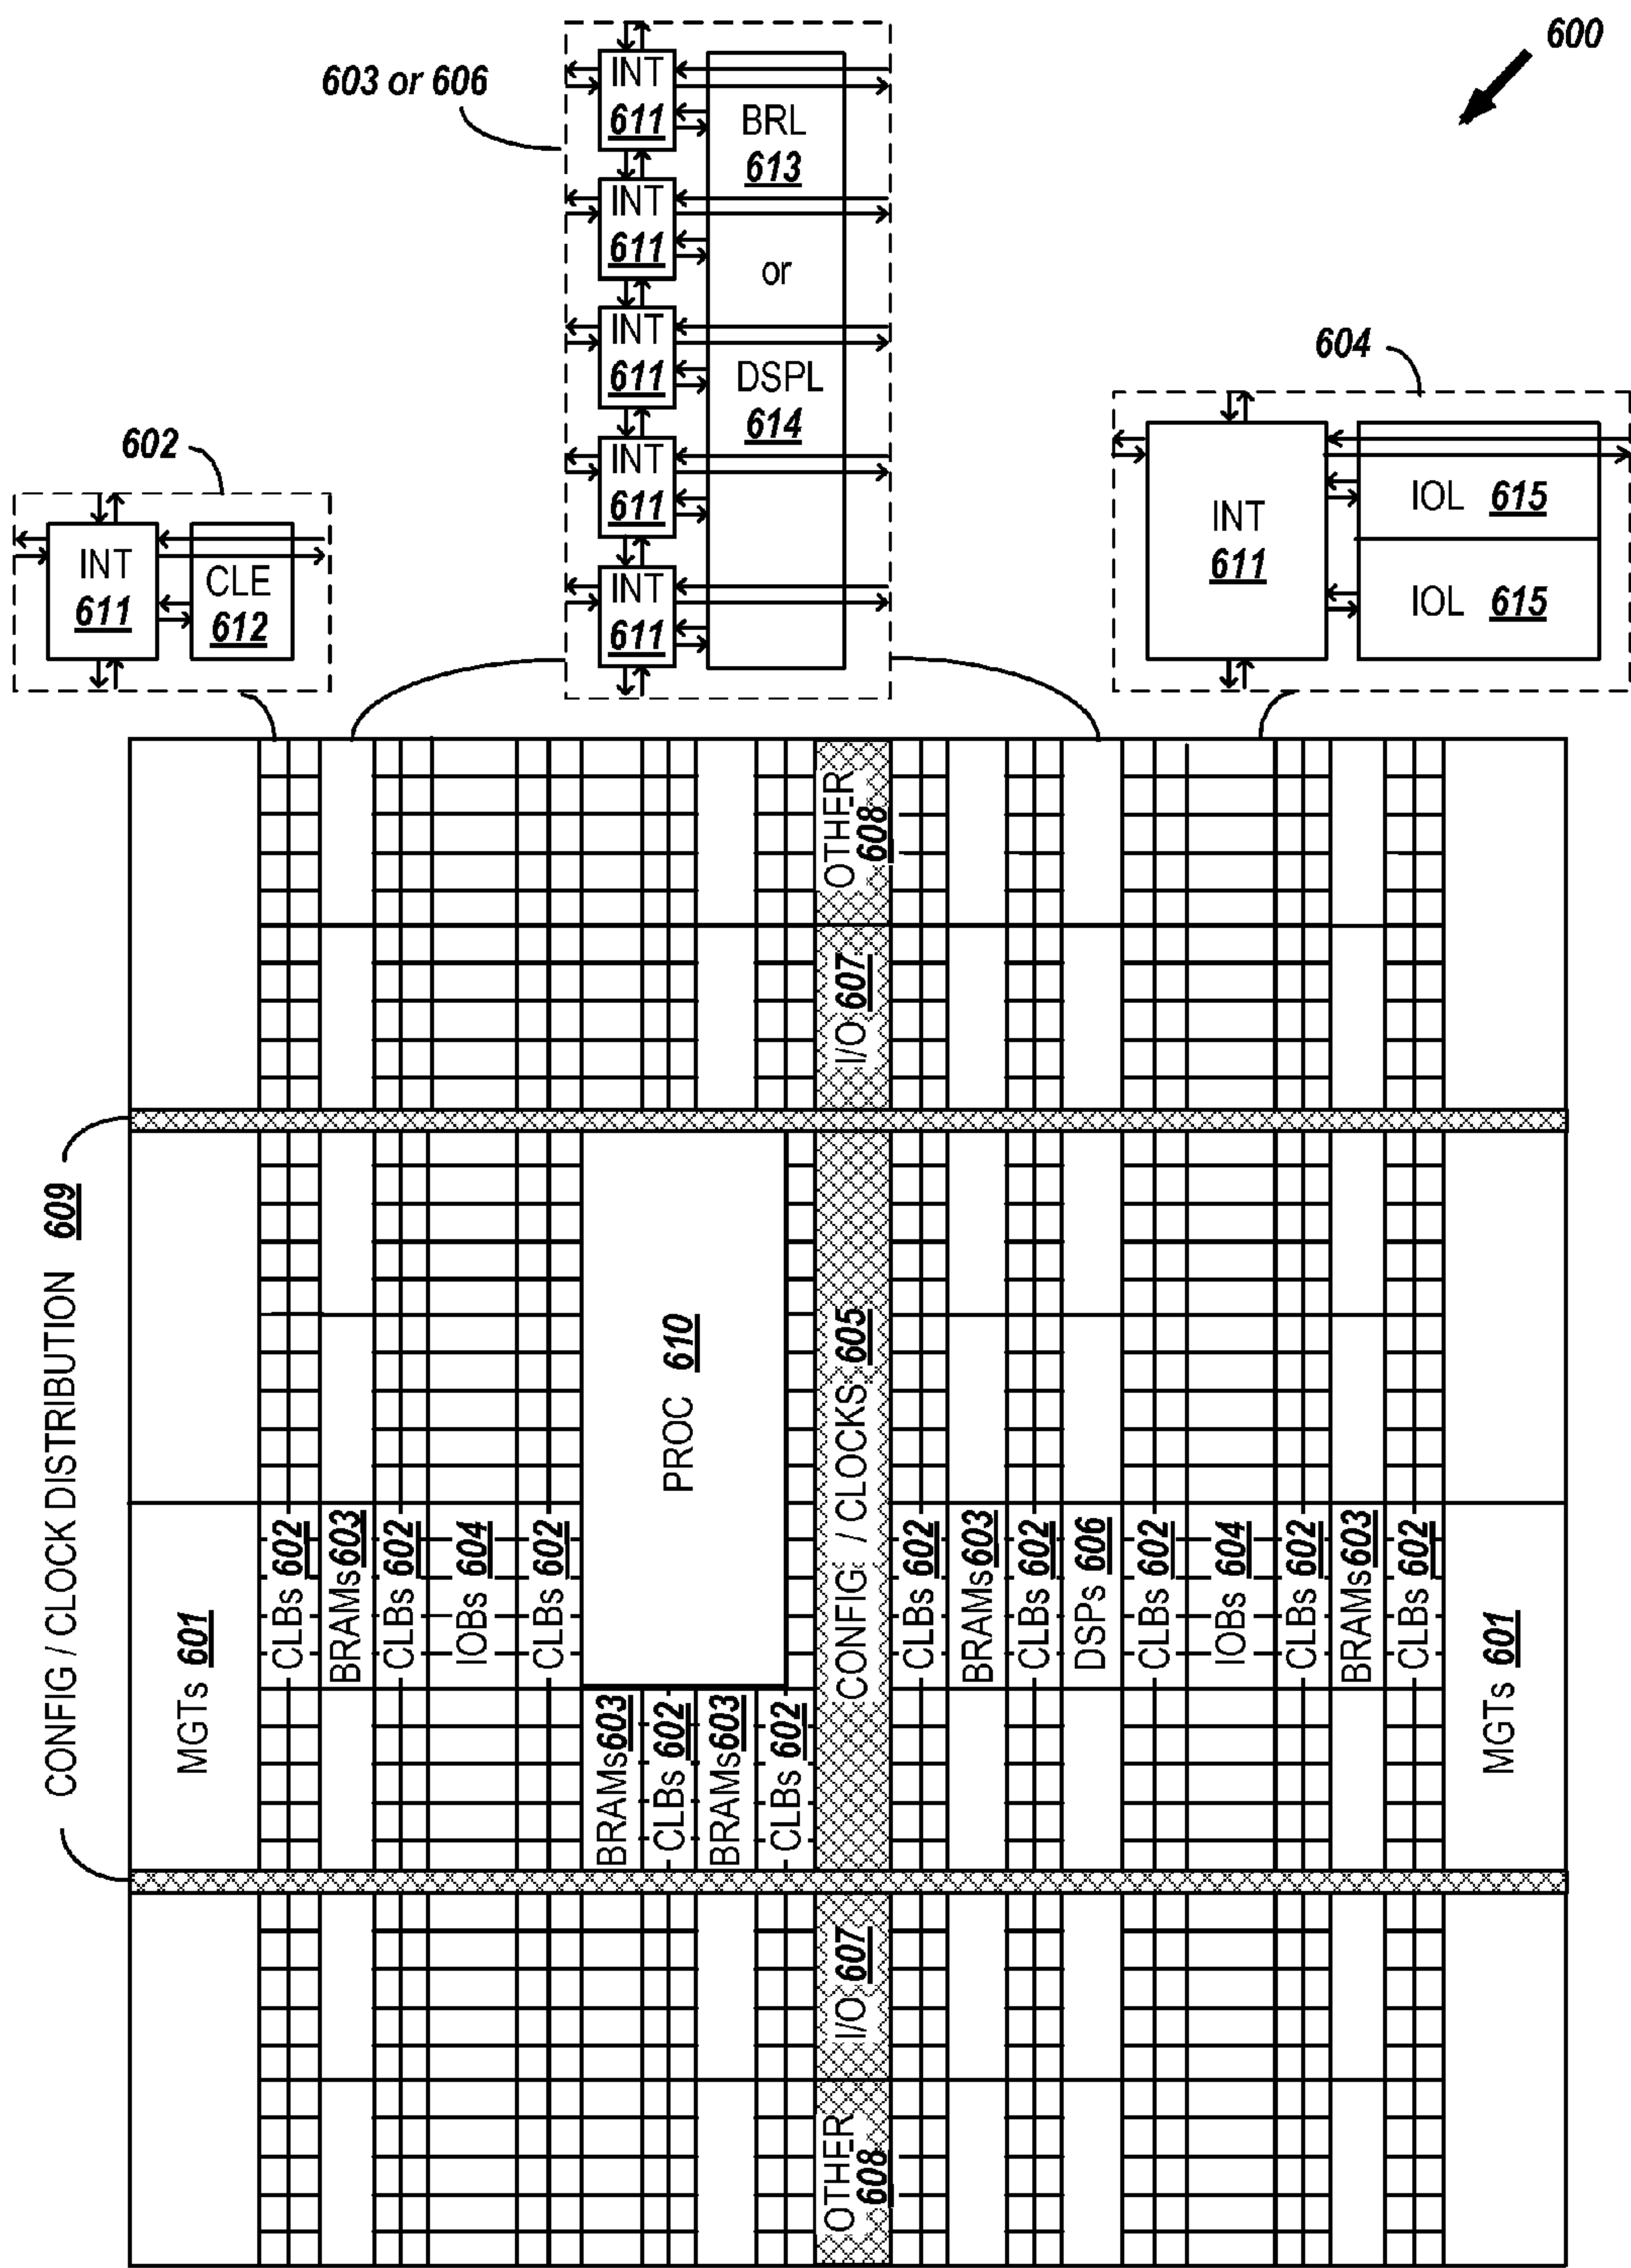 600
603 or 606
INT
611
INT
611
INT
611
INT
611
INT
611
BRL
613
or
DSPL
614
602
INT
611
CLE
612
604
INT
611
IOL 615
IOL 615
OTHER
608
I/O 607
CONFIG / CLOCK DISTRIBUTION 609
PROC 610
CONFIG / CLOCKS 605
MGTs 601
CLBs 602
BRAMs 603
CLBs 602
IOBs 604
CLBs 602
BRAMs 603
CLBs 602
BRAMs 603
CLBs 602
CLBs 602
BRAMs 603
CLBs 602
DSPs 606
CLBs 602
IOBs 604
CLBs 602
BRAMs 603
CLBs 602
MGTs 601
I/O 607
OTHER
608